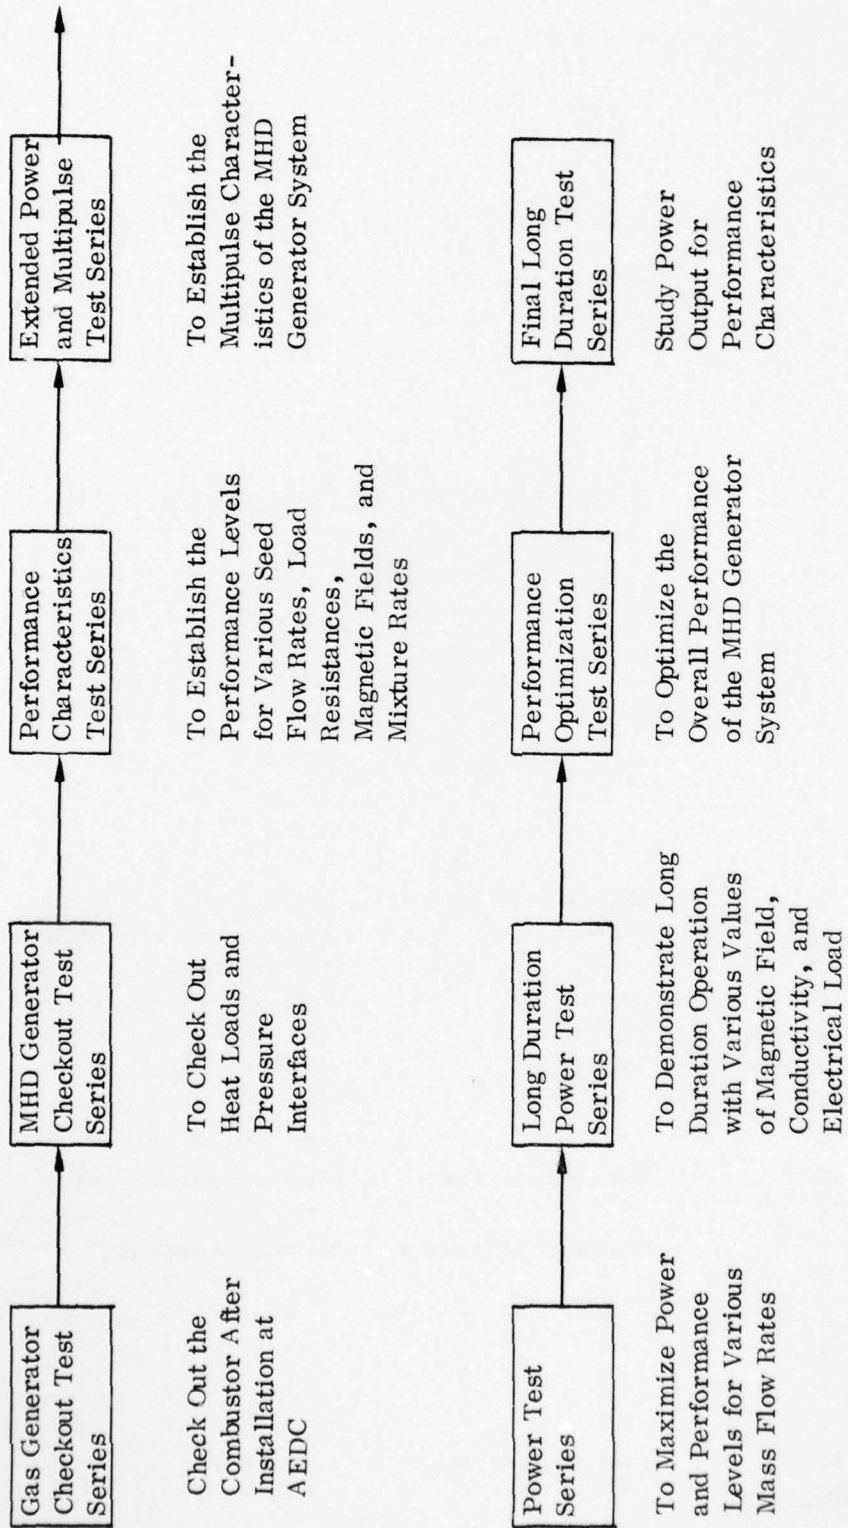 Gas Generator
Checkout Test
Series
Check Out the
Combustor After
Installation at
AEDC
MHD Generator
Checkout Test
Series
To Check Out
Heat Loads and
Pressure
Interfaces
Performance
Characteristics
Test Series
To Establish the
Performance Levels
for Various Seed
Flow Rates, Load
Resistances,
Magnetic Fields, and
Mixture Rates
Extended Power
and Multipulse
Test Series
To Establish the
Multipulse Character-
istics of the MHD
Generator System
Power Test
Series
To Maximize Power
and Performance
Levels for Various
Mass Flow Rates
Long Duration
Power Test
Series
To Demonstrate Long
Duration Operation
with Various Values
of Magnetic Field,
Conductivity, and
Electrical Load
Performance
Optimization
Test Series
To Optimize the
Overall Performance
of the MHD Generator
System
Final Long
Duration Test
Series
Study Power
Output for
Performance
Characteristics